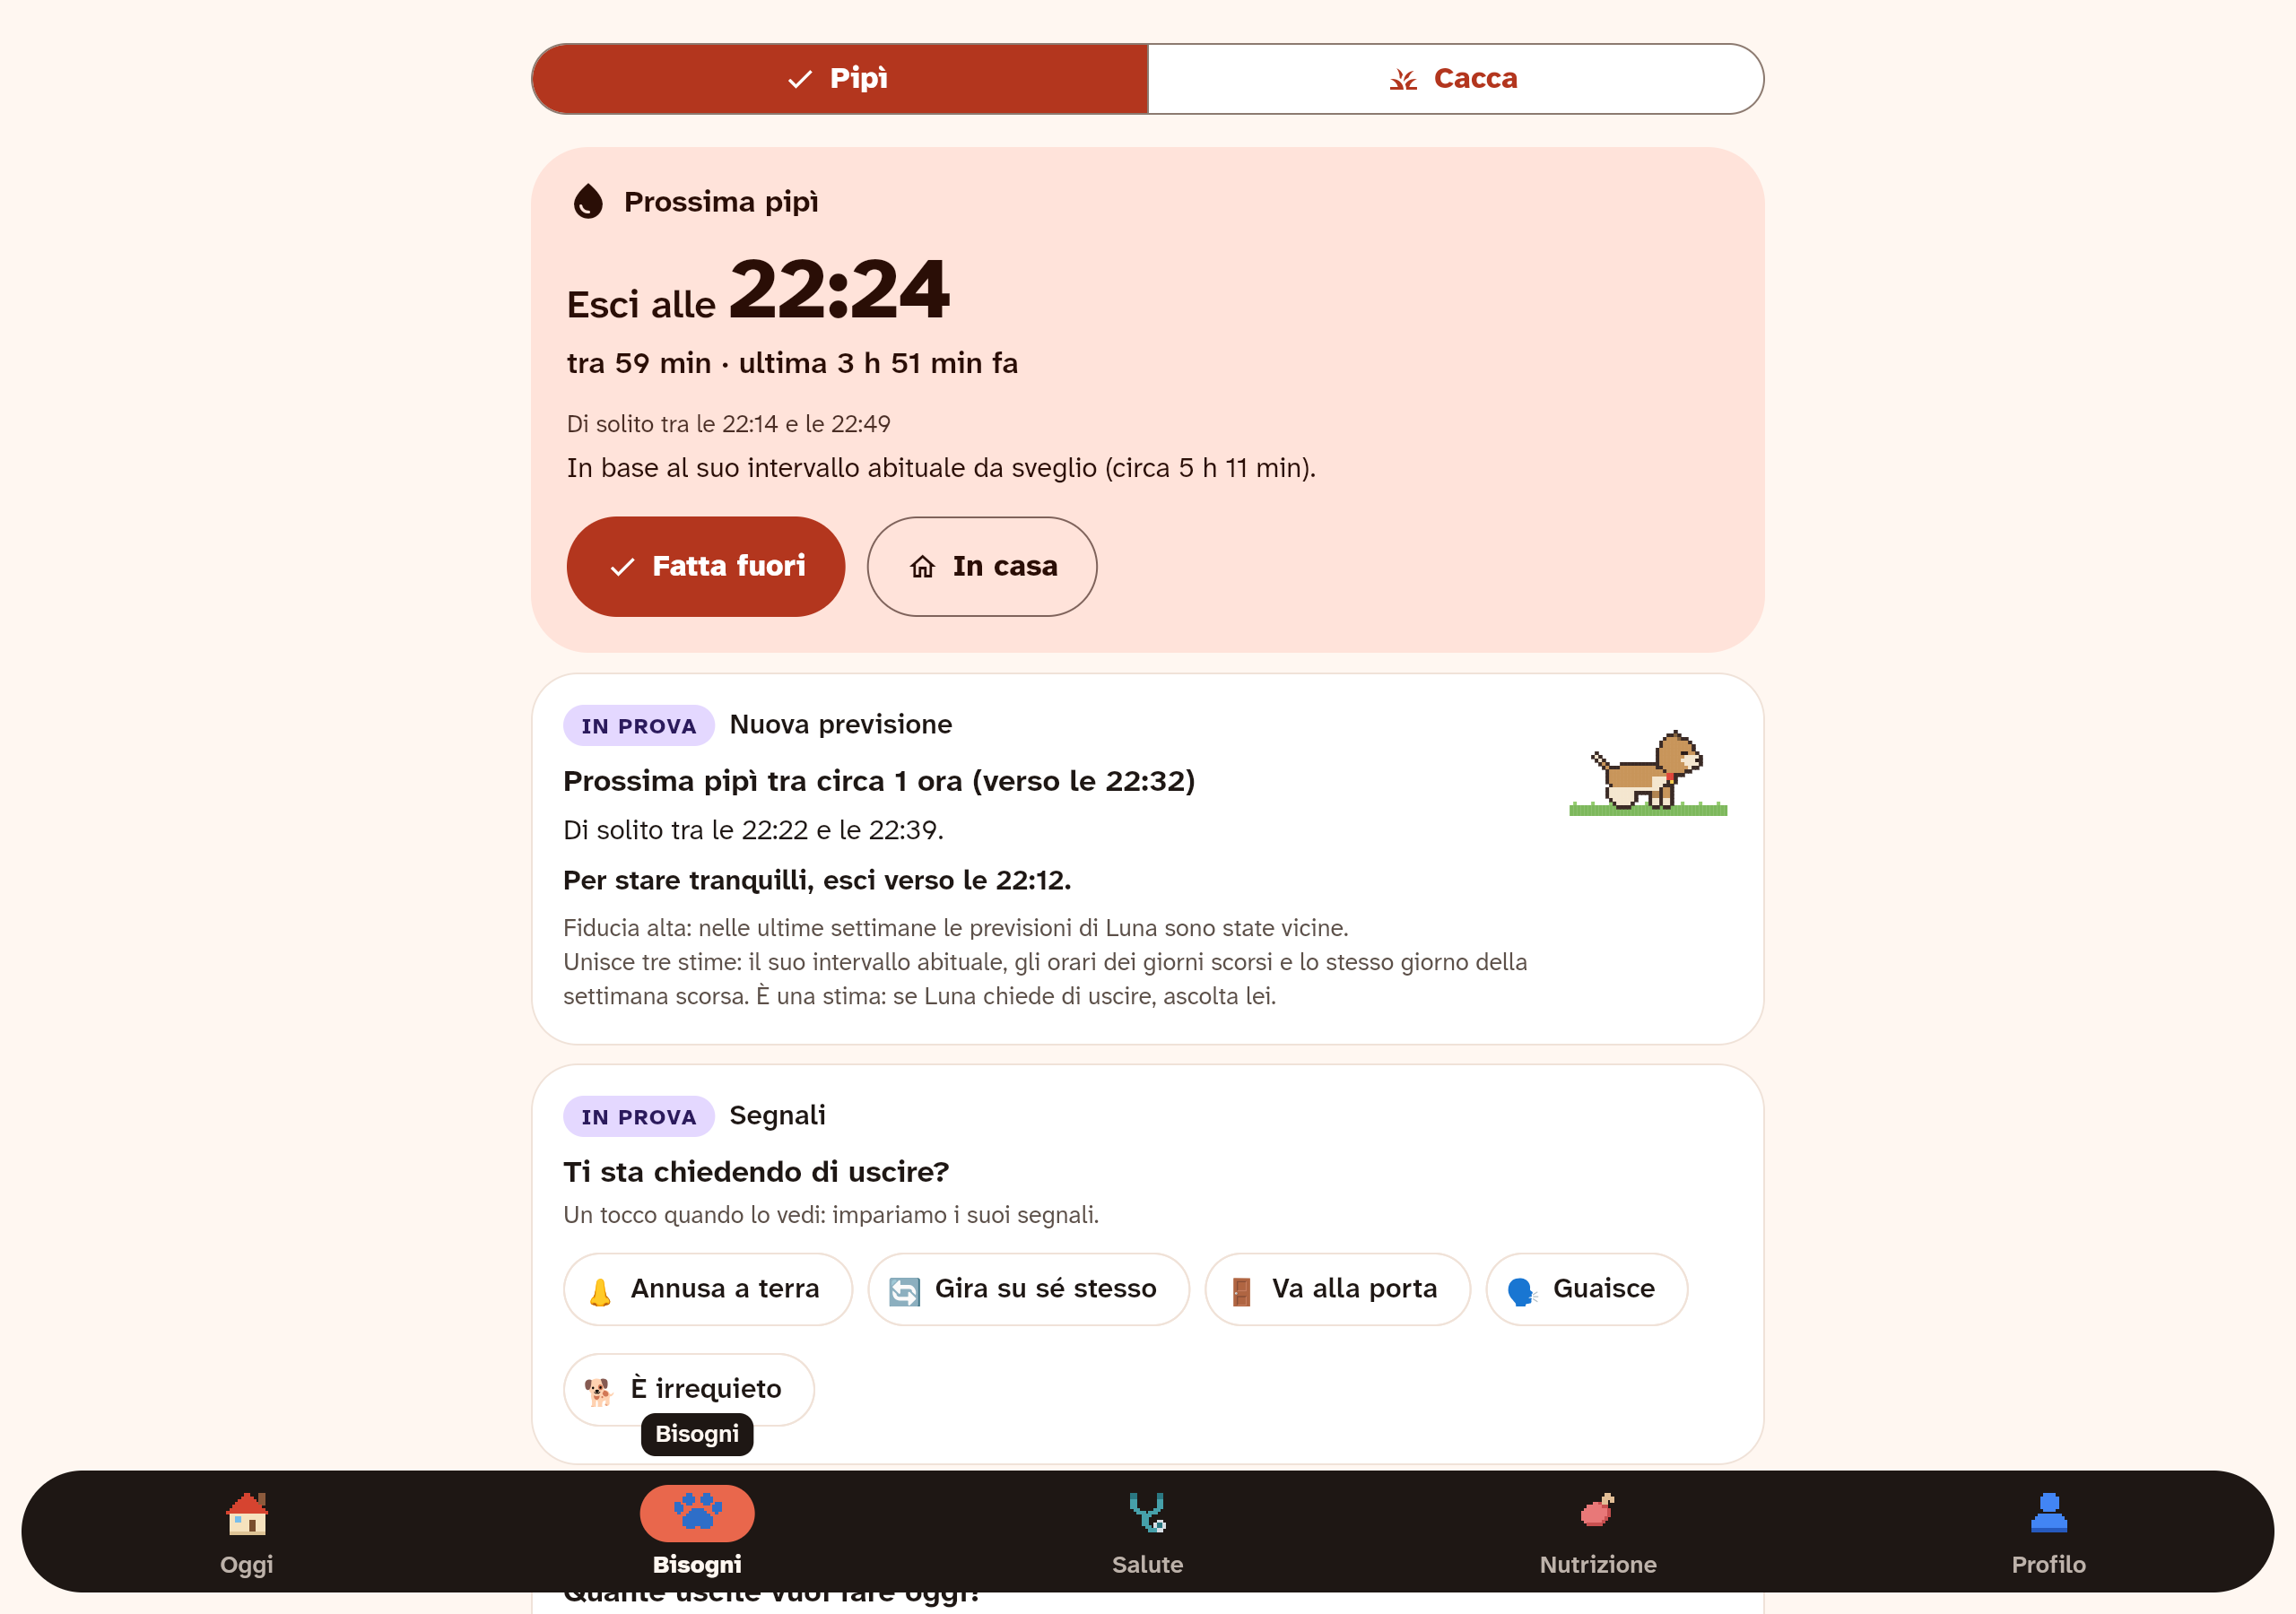 Pipì
Cacca
Prossima pipì
Esci alle 22:24
tra 59 min · ultima 3 h 51 min fa
Di solito tra le 22:14 e le 22:49
In base al suo intervallo abituale da sveglio (circa 5 h 11 min).
Fatta fuori
In casa
IN PROVA Nuova previsione
Prossima pipì tra circa 1 ora (verso le 22:32)
Di solito tra le 22:22 e le 22:39.
Per stare tranquilli, esci verso le 22:12.
Fiducia alta: nelle ultime settimane le previsioni di Luna sono state vicine.
Unisce tre stime: il suo intervallo abituale, gli orari dei giorni scorsi e lo stesso giorno della
settimana scorsa. È una stima: se Luna chiede di uscire, ascolta lei.
IN PROVA Segnali
Ti sta chiedendo di uscire?
Un tocco quando lo vedi: impariamo i suoi segnali.
Annusa a terra
Gira su sé stesso
Va alla porta
Guaisce
È irrequieto
Bisogni
Oggi
Bisogni
Salute
Nutrizione
Profilo
Quante uscite vuoi fare oggi?